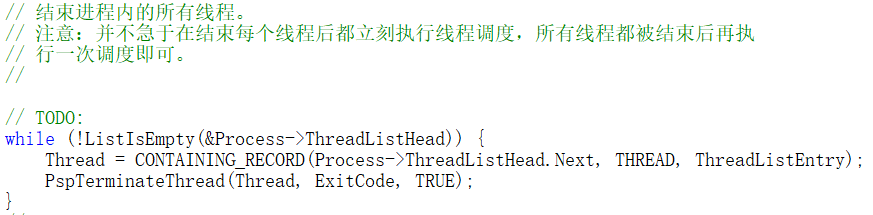 // 结束进程内的所有线程。
// 注意：并不急于在结束每个线程后都立刻执行线程调度，所有线程都被结束后再执
// 行一次调度即可。
//
// TODO:
while (!ListIsEmpty(&Process->ThreadListHead)) {
    Thread = CONTAINING_RECORD(Process->ThreadListHead.Next, THREAD, ThreadListEntry);
    PspTerminateThread(Thread, ExitCode, TRUE);
}